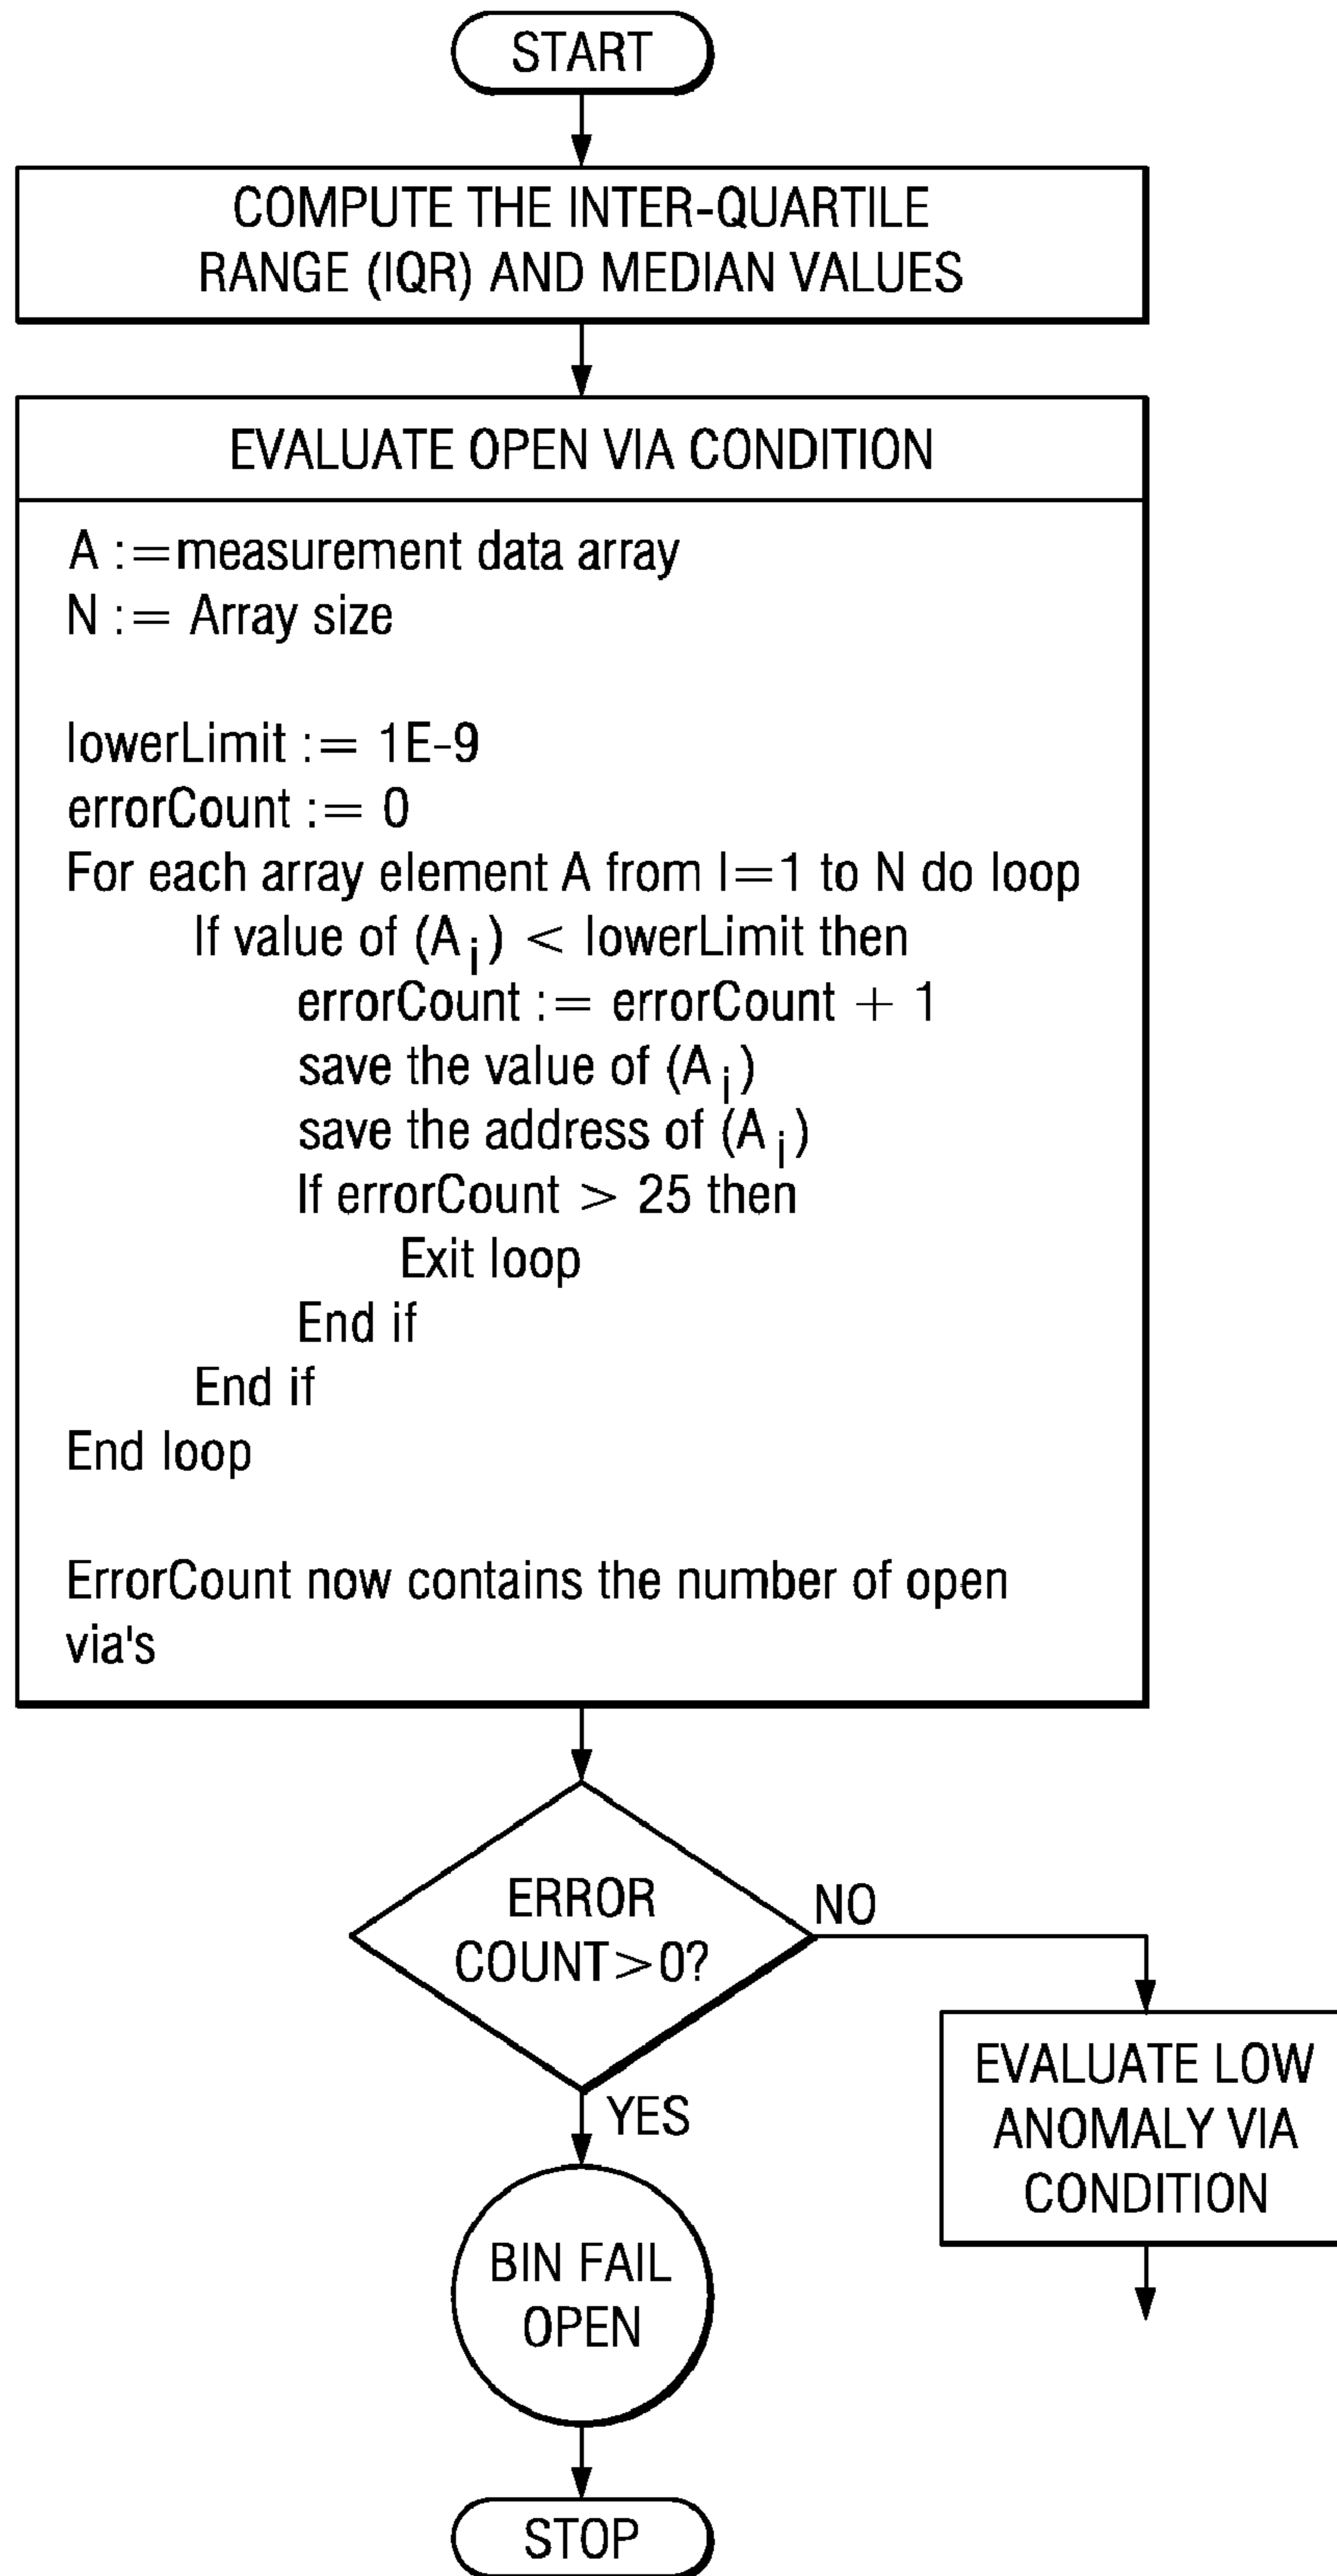 START
COMPUTE THE INTER-QUARTILE
RANGE (IQR) AND MEDIAN VALUES
EVALUATE OPEN VIA CONDITION
A :=measurement data array
N := Array size
lowerLimit := 1E-9
errorCount := 0
For each array element A from I=1 to N do loop
If value of (A i) < lowerLimit then
errorCount := errorCount + 1
save the value of (A i)
save the address of (A i)
If errorCount > 25 then
Exit loop
End if
End if
End loop
ErrorCount now contains the number of open
via's
ERROR
COUNT>0?
NO
YES
EVALUATE LOW
ANOMALY VIA
CONDITION
BIN FAIL
OPEN
STOP